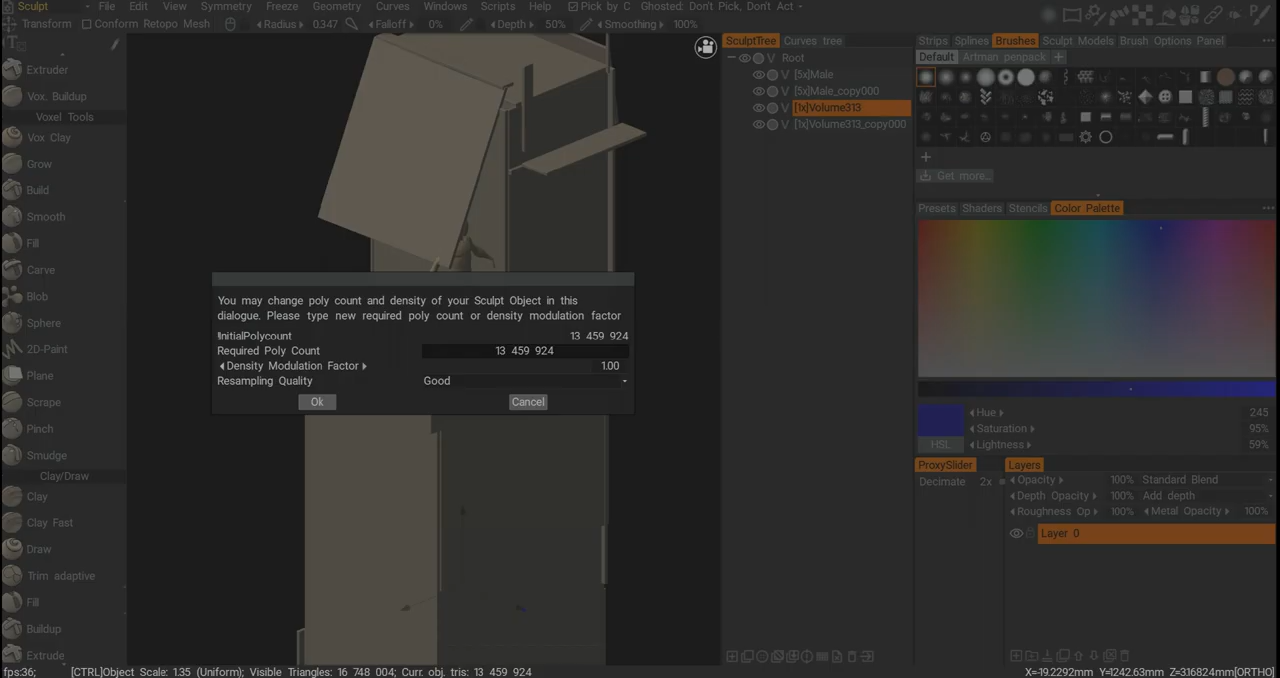 Sculpt File Edit View Symmetry Freeze Geometry Curves Windows Scripts Help Pick by C Ghosted: Don't Pick, Don't Act
Transform Conform Retopo Mesh Radius 0.347 Falloff 0% Depth 50% Smoothing 100%
Extruder
Vox. Buildup
Voxel Tools
Vox Clay
Grow
Build
Smooth
Fill
Carve
Blob
Sphere
2D-Paint
Plane
Scrape
Pinch
Smudge
Clay/Draw
Clay
Clay Fast
Draw
Trim adaptive
Fill
Buildup
Extrude
You may change poly count and density of your Sculpt Object in this
dialogue. Please type new required poly count or density modulation factor
!InitialPolycount 13 459 924
Required Poly Count 13 459 924
Density Modulation Factor 1.00
Resampling Quality Good
Ok Cancel
SculptTree Curves tree
Root
V [5x]Male
V [5x]Male_copy000
V [1x]Volume313
V [1x]Volume313_copy000
Strips Splines Brushes Sculpt Models Brush Options Panel
Default Artman penpack +
+
Get more...
Presets Shaders Stencils Color Palette
Hue 245
Saturation 95%
HSL Lightness 59%
ProxySlider Layers
Decimate 2x
Opacity 100% Standard Blend
Depth Opacity 100% Add depth
Roughness Op 100% Metal Opacity 100%
Layer 0
fps:36; [CTRL]Object Scale: 1.35 (Uniform); Visible Triangles: 16 748 004; Curr. obj. tris: 13 459 924 X=-19.2292mm Y=1242.63mm Z=316824mm[ORTHO]